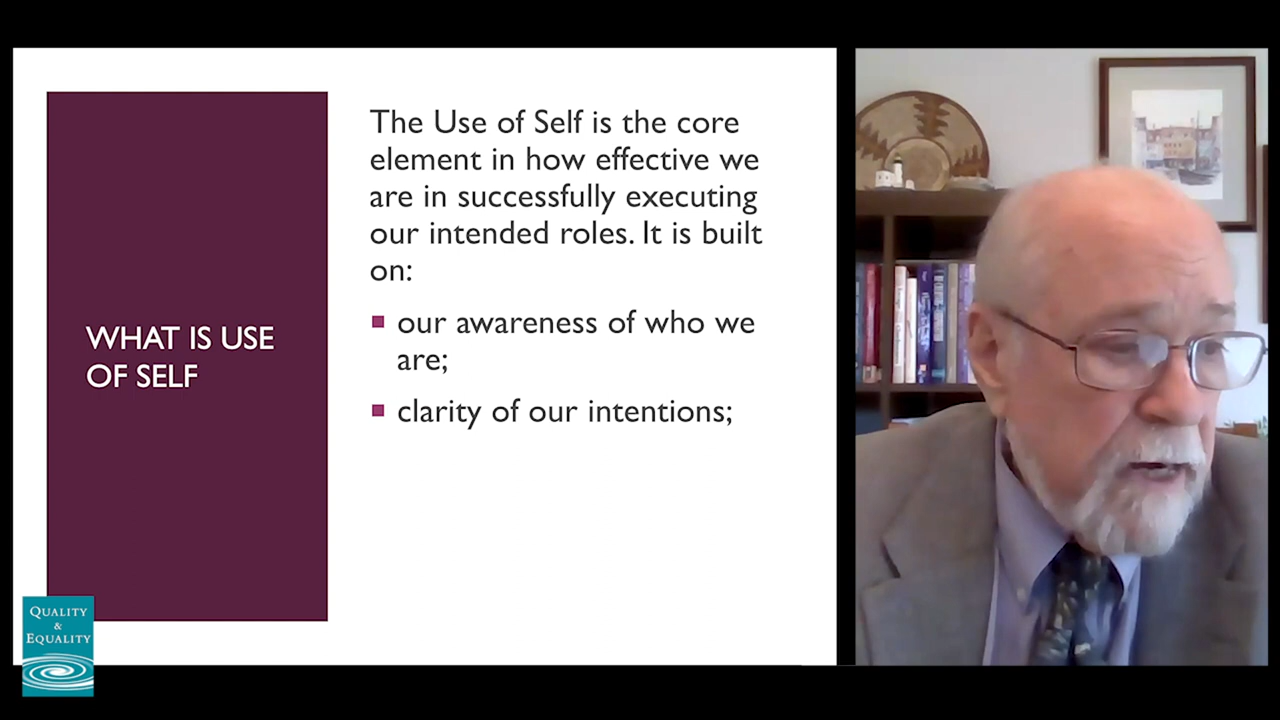 WHAT IS USE
OF SELF
The Use of Self is the core
element in how effective we
are in successfully executing
our intended roles. It is built
on:
■ our awareness of who we
are;
■ clarity of our intentions;
QUALITY
&
EQUALITY